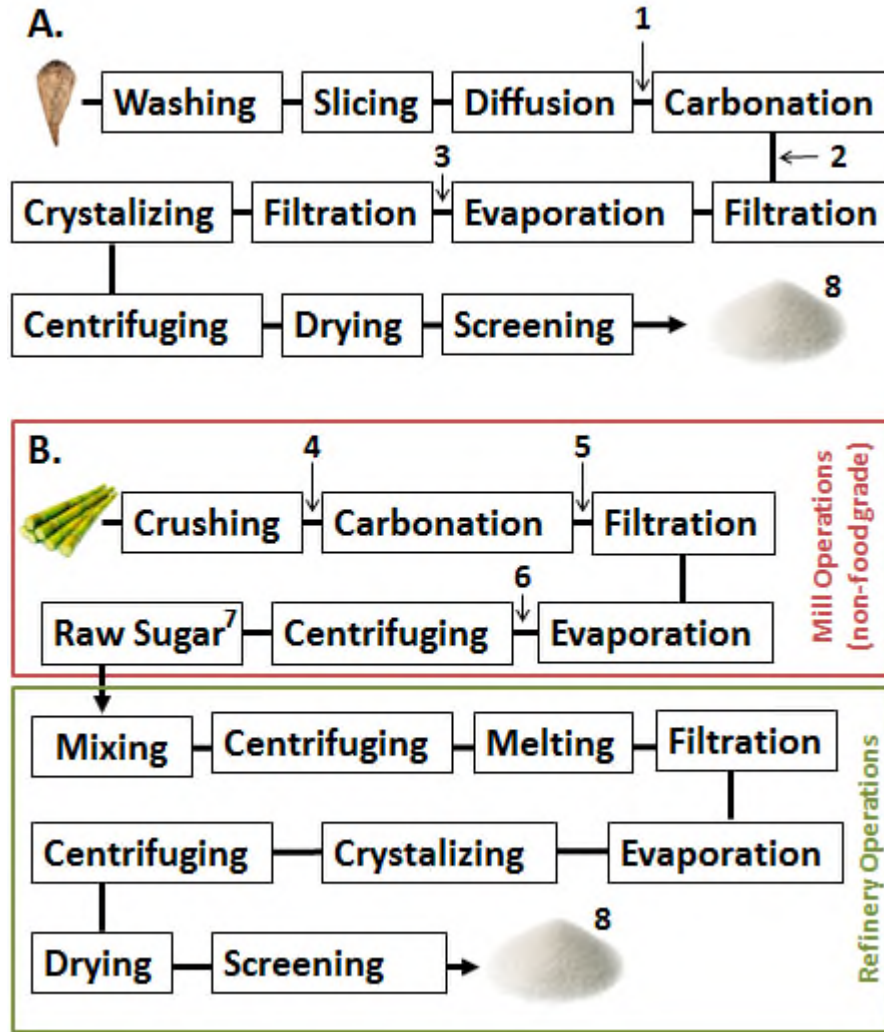 A.
1
Washing Slicing Diffusion Carbonation
2
3
Crystalizing Filtration Evaporation Filtration
8
Centrifuging Drying Screening
B.
4 5
Crushing Carbonation Filtration
6
Raw Sugar7 Centrifuging Evaporation
Mill Operations
(non-foodgrade)
Mixing Centrifuging Melting Filtration
Centrifuging Crystalizing Evaporation
8
Drying Screening
Refinery Operations